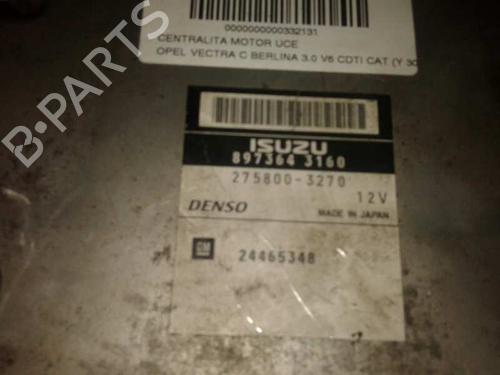 0000000000332131
CENTRALITA MOTOR UCE
OPEL VECTRA C BERLINA 3.0 V6 CDTI CAT (Y 30
ISUZU
897364 3160
275800-3270
12V
DENSO
MADE IN JAPAN
GM
24465348
B-PARTS